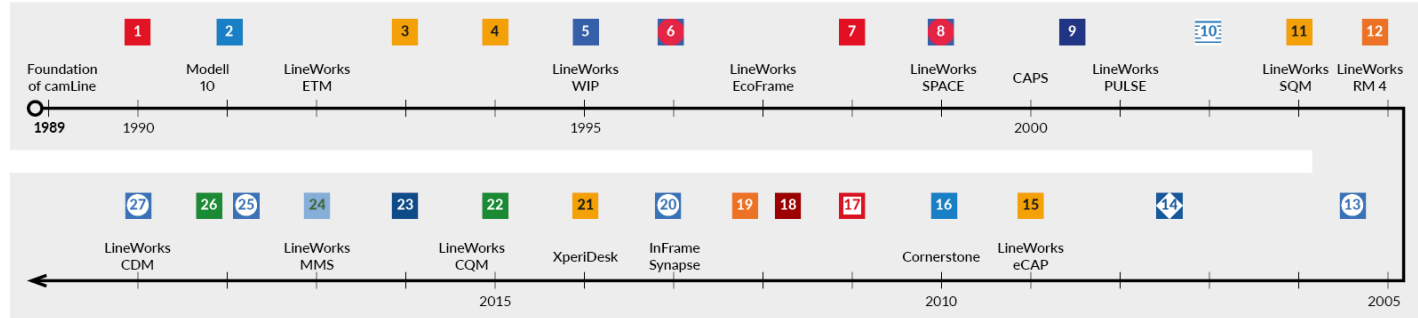 1 2 3 4 5 6 7 8 9 10 11 12
Foundation
of camLine
Modell
10
LineWorks
ETM
LineWorks
WIP
LineWorks
EcoFrame
LineWorks
SPACE
CAPS
LineWorks
PULSE
LineWorks
SQM
LineWorks
RM 4
1989 1990 1995 2000
27 26 25 24 23 22 21 20 19 18 17 16 15 14 13
LineWorks
CDM
LineWorks
MMS
LineWorks
CQM
XperiDesk
InFrame
Synapse
Cornerstone
LineWorks
eCAP
2015 2010 2005